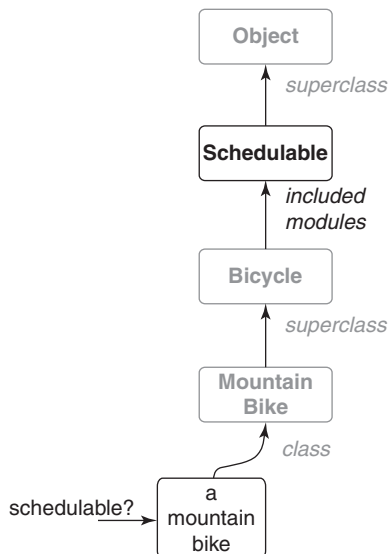 Object
superclass
Schedulable
included
modules
Bicycle
superclass
Mountain
Bike
class
schedulable?
a
mountain
bike